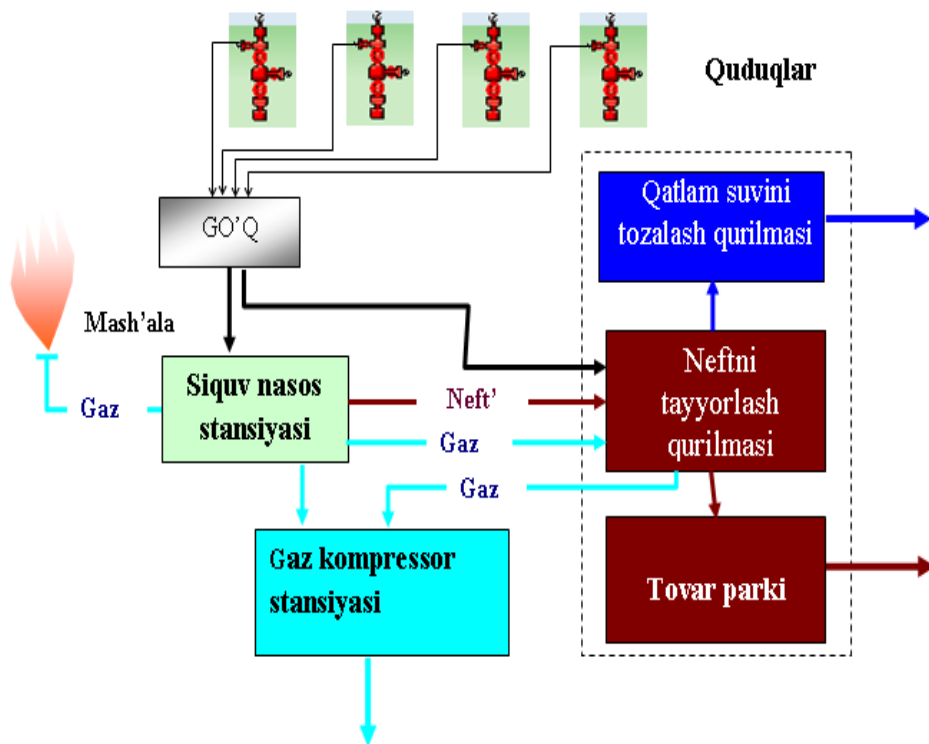 Quduqlar
GO’Q
Qatlam suvini
tozalash qurilmasi
Mash’ala
Siquv nasos
stansiyasi
Gaz
Neft’
Gaz
Neftni
tayyorlash
qurilmasi
Gaz
Gaz kompressor
stansiyasi
Tovar parki